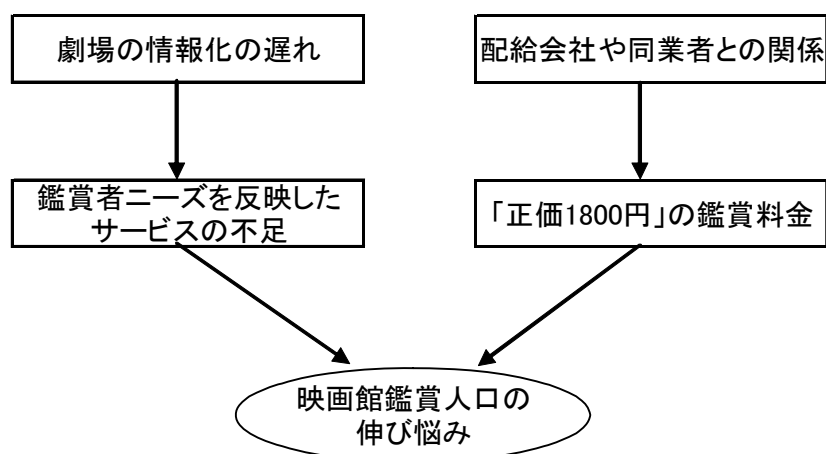 劇場の情報化の遅れ
配給会社や同業者との関係
鑑賞者ニーズを反映した
サービスの不足
「正価1800円」の鑑賞料金
映画館鑑賞人口の
伸び悩み